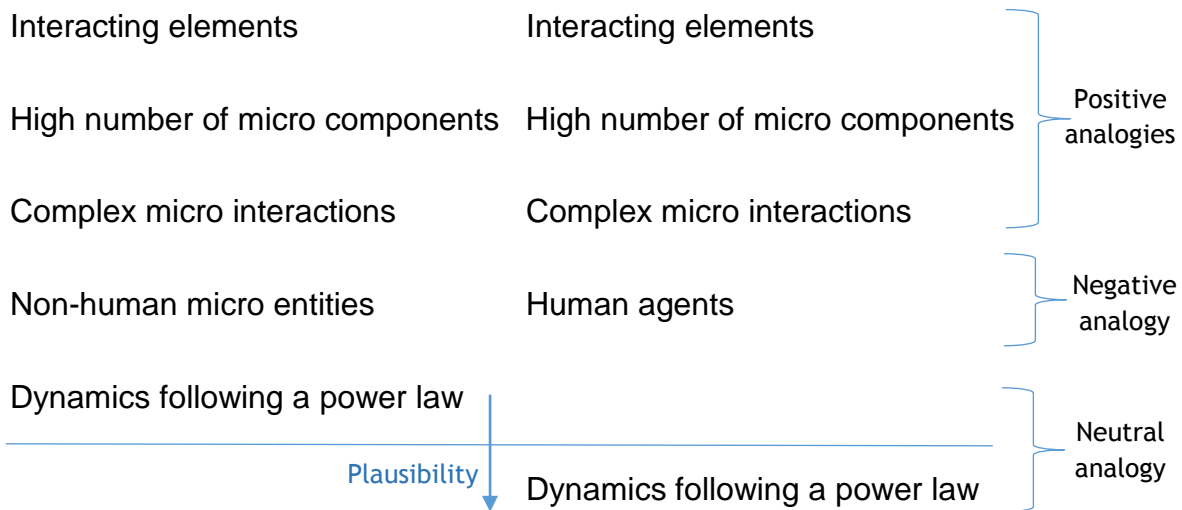 Interacting elements Interacting elements
High number of micro components High number of micro components
Positive
analogies
Complex micro interactions Complex micro interactions
Non-human micro entities Human agents
Negative
analogy
Dynamics following a power law
Neutral
analogy
Plausibility
Dynamics following a power law